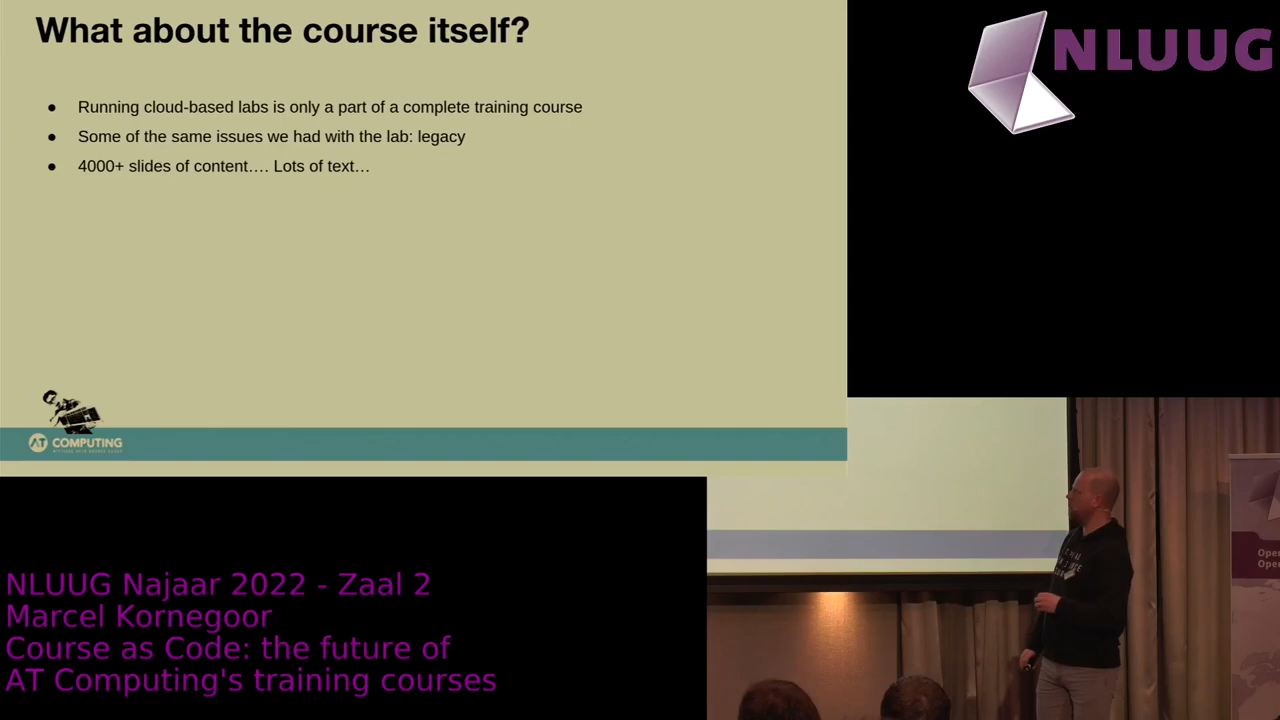 What about the course itself?
NLUUG
● Running cloud-based labs is only a part of a complete training course
● Some of the same issues we had with the lab: legacy
● 4000+ slides of content…. Lots of text…
AT COMPUTING
NLUUG Najaar 2022 - Zaal 2
Marcel Kornegoor
Course as Code: the future of
AT Computing's training courses
Ope
Ope